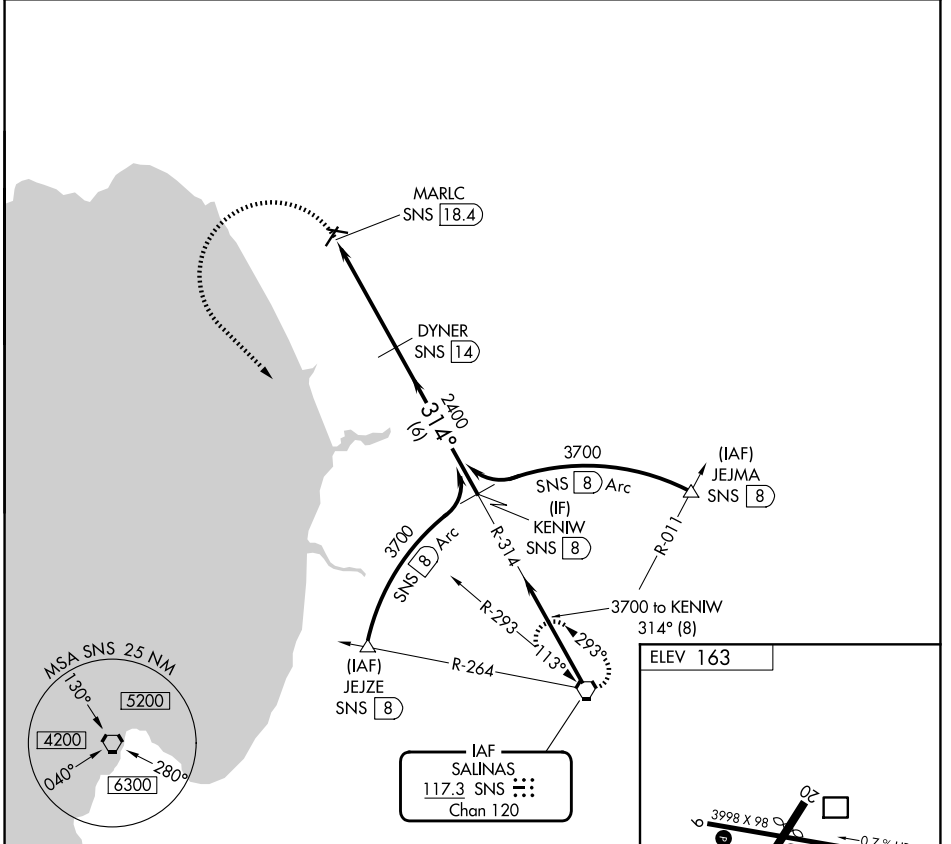 MARLC
SNS 18.4
DYNER
SNS 14
2400
314°
(6)
3700
SNS 8 Arc
(IAF)
JEJMA
SNS 8
(IF)
KENIW
SNS 8
3700
SNS 8 Arc
R-314
R-011
3700 to KENIW
314° (8)
R-293
113°
293°
R-264
(IAF)
JEJZE
SNS 8
MSA SNS 25 NM
130°
5200
4200
040°
280°
6300
IAF
SALINAS
117.3 SNS
Chan 120
ELEV 163
20
9
3998 X 98
P